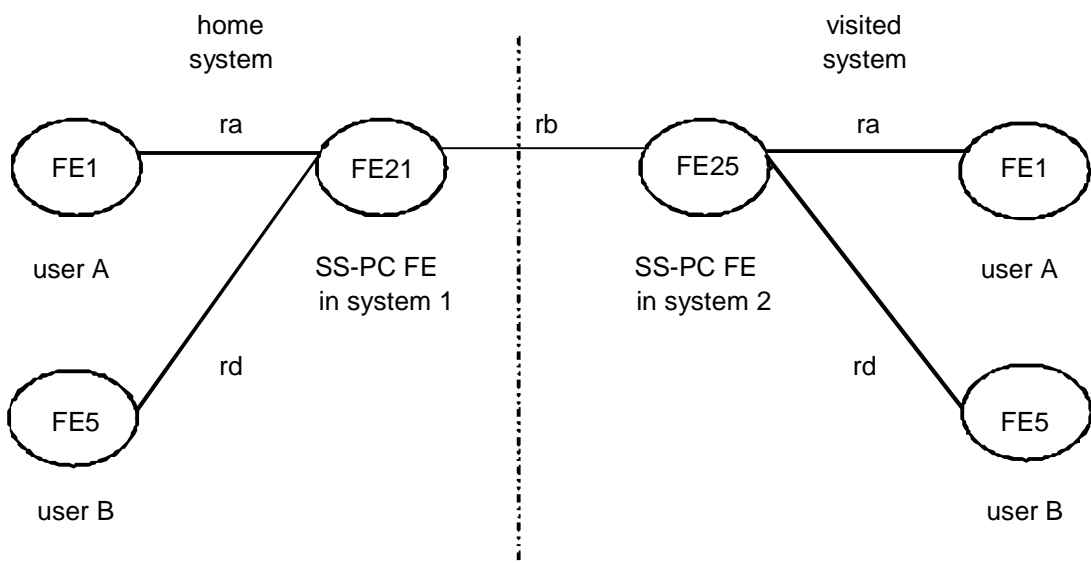 home
system
visited
system
ra
rb
ra
FE1
FE21
FE25
FE1
user A
SS-PC FE
in system 1
SS-PC FE
in system 2
user A
rd
rd
FE5
FE5
user B
user B